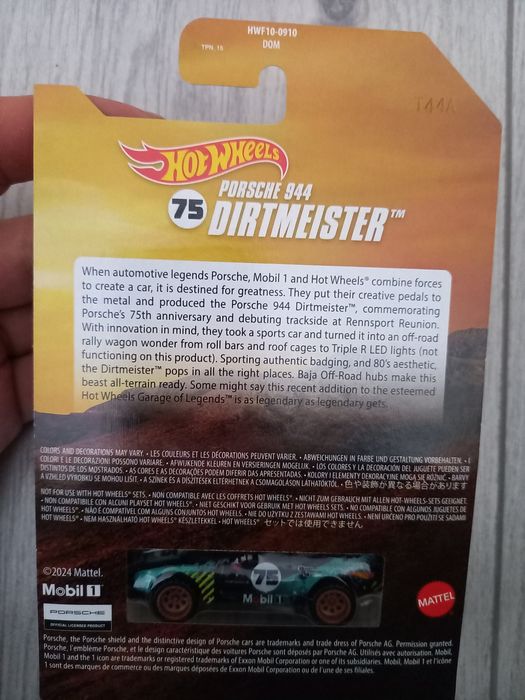 HWF10-0910
TPN_18 DOM
T44A
HOT WHEELS
PORSCHE 944
75 DIRTMEISTER™
When automotive legends Porsche, Mobil 1 and Hot Wheels® combine forces
to create a car, it is destined for greatness. They put their creative pedals to
the metal and produced the Porsche 944 Dirtmeister™, commemorating
Porsche's 75th anniversary and debuting trackside at Rennsport Reunion.
With innovation in mind, they took a sports car and turned it into an off-road
rally wagon wonder from roll bars and roof cages to Triple R LED lights (not
functioning on this product). Sporting authentic badging, and 80's aesthetic,
the Dirtmeister™ pops in all the right places. Baja Off-Road hubs make this
beast all-terrain ready. Some might say this recent addition to the esteemed
Hot Wheels Garage of Legends™ is as legendary as legendary gets.
COLORS AND DECORATIONS MAY VARY. • LES COULEURS ET LES DÉCORATIONS PEUVENT VARIER. • ABWEICHUNGEN IN FARBE UND GESTALTUNG VORBEHALTEN. • I
COLORI E LE DECORAZIONI POSSONO VARIARE. • AFWIJKENDE KLEUREN EN VERSIERINGEN MOGELIJK. • LOS COLORES Y LA DECORACIÓN DEL JUGUETE PUEDEN SER
DISTINTOS DE LOS MOSTRADOS. • AS CORES E AS DECORAÇÕES PODEM DIFERIR DAS APRESENTADAS. • KOLORY I ELEMENTY DEKORACYJNE MOGĄ SIĘ RÓŻNIĆ. • BARVY
A VZHLED VÝROBKU SE MOHOU LIŠIT. • A SZÍNEK ÉS A DÍSZÍTÉSEK ELTÉRHETNEK A CSOMAGOLÁSON LÁTHATÓKTÓL. • 色や装飾が異なる場合があります
NOT FOR USE WITH HOT WHEELS® SETS. • NON COMPATIBLE AVEC LES COFFRETS HOT WHEELS®. • NICHT ZUM GEBRAUCH MIT ALLEN HOT-WHEELS-SETS GEEIGNET.
• NON COMPATIBILE CON ALCUNI PLAYSET HOT WHEELS®. • NIET GESCHIKT VOOR GEBRUIK MET HOT WHEELS SETS. • NO COMPATIBLE CON ALGUNOS JUGUETES DE
HOT WHEELS®. • NÃO É COMPATÍVEL COM ALGUNS CONJUNTOS HOT WHEELS. • NIE DO UŻYTKU Z ZESTAWAMI HOT WHEELS. • NENÍ URČENO PRO POUŽITÍ SE SADAMI
HOT WHEELS®. • NEM HASZNÁLHATÓ HOT WHEELS® KÉSZLETEKKEL. • HOT WHEELS® セットでは使用できません
©2024 Mattel.
Mobil 1
75
Mobil 1
MATTEL
PORSCHE
OFFICIAL LICENSED PRODUCT
Porsche, the Porsche shield and the distinctive design of Porsche cars are trademarks and trade dress of Porsche AG. Permission granted.
Porsche, l'emblème Porsche et le design caractéristique des voitures Porsche sont déposés par Porsche AG. Utilisés avec autorisation. Mobil,
Mobil 1 and the 1 icon are trademarks or registered trademarks of Exxon Mobil Corporation or one of its subsidiaries. Mobil, Mobil 1 et l'icône
1 sont des marques de commerce ou des marques déposées de Exxon Mobil Corporation ou de l'une de ses filiales.